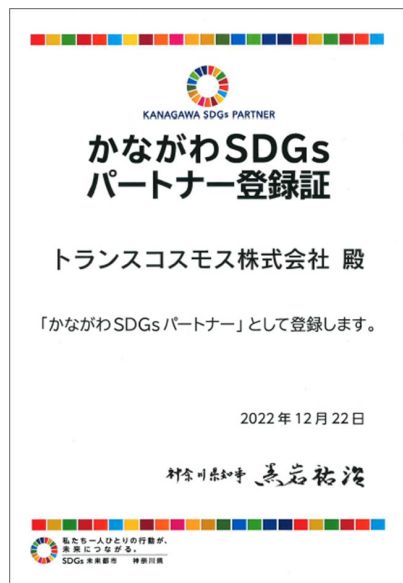 KANAGAWA SDGs PARTNER
かながわSDGs
パートナー登録証
トランスコスモス株式会社 殿
「かながわSDGsパートナー」として登録します。
2022年12月22日
神奈川県知事 黒岩祐治
私たち一人ひとりの行動が、
未来につながる。
SDGs未来都市 神奈川県